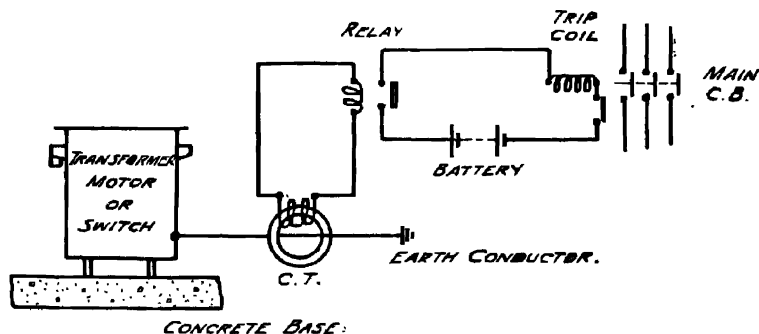 RELAY
TRIP
COIL
MAIN
C.B.
BATTERY
TRANSFORMER
MOTOR
OR
SWITCH
C.T.
EARTH CONDUCTOR.
CONCRETE BASE: